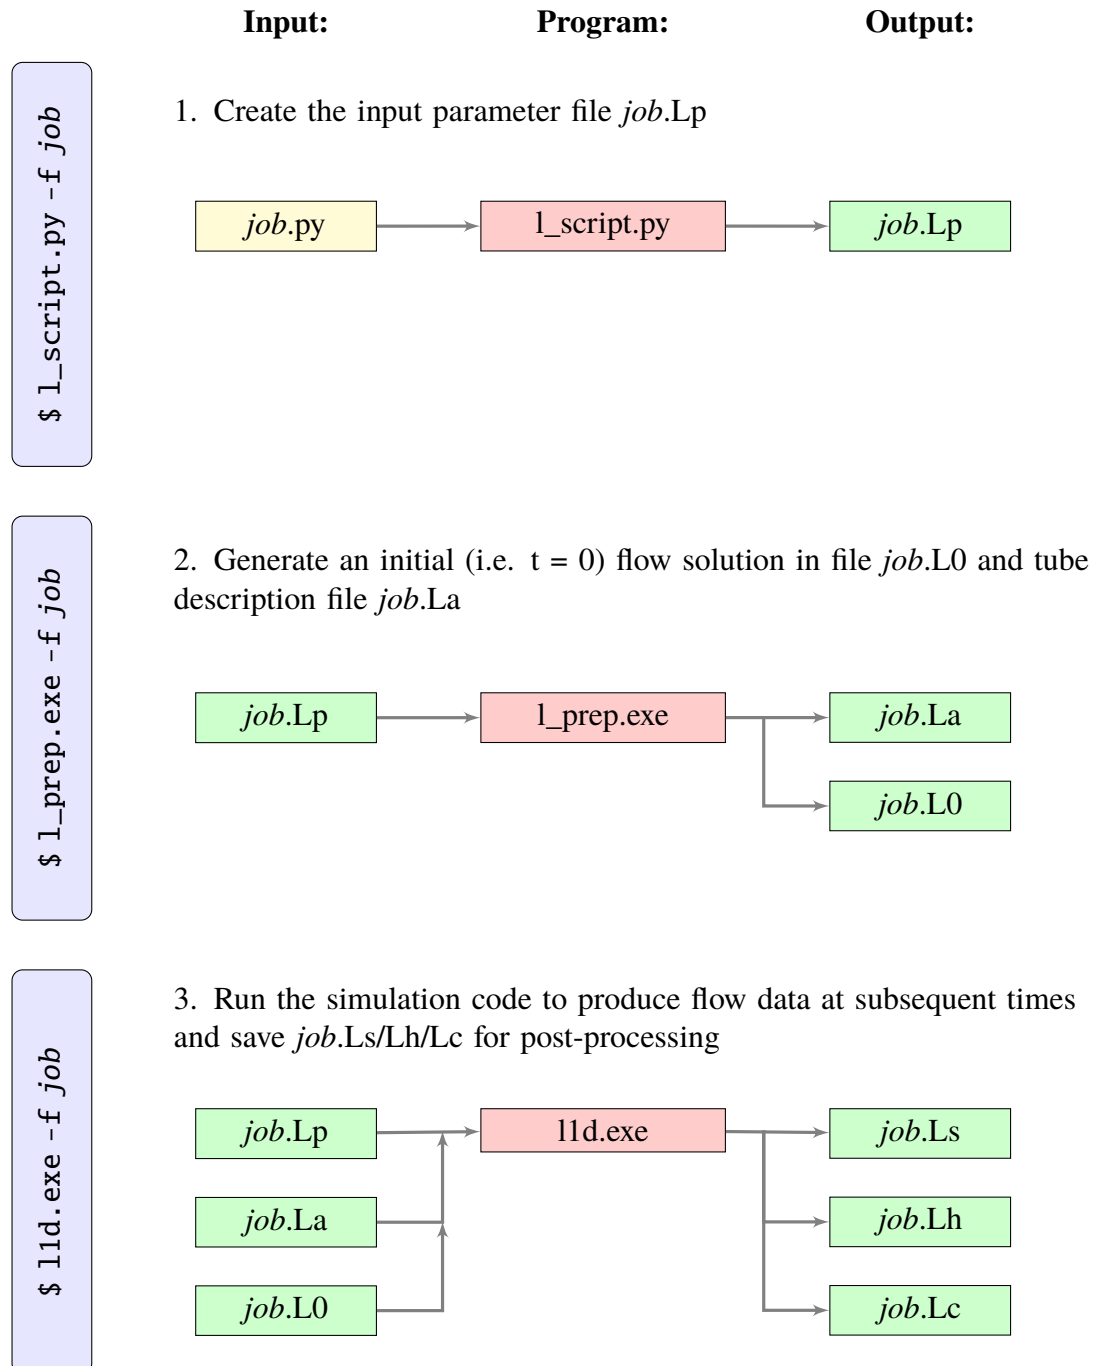 Input: Program: Output:
$ l_script.py -f job
1. Create the input parameter file job.Lp
job.py l_script.py job.Lp
$ l_prep.exe -f job
2. Generate an initial (i.e. t = 0) flow solution in file job.L0 and tube
description file job.La
job.Lp l_prep.exe job.La
job.L0
$ l1d.exe -f job
3. Run the simulation code to produce flow data at subsequent times
and save job.Ls/Lh/Lc for post-processing
job.Lp l1d.exe job.Ls
job.La job.Lh
job.L0 job.Lc